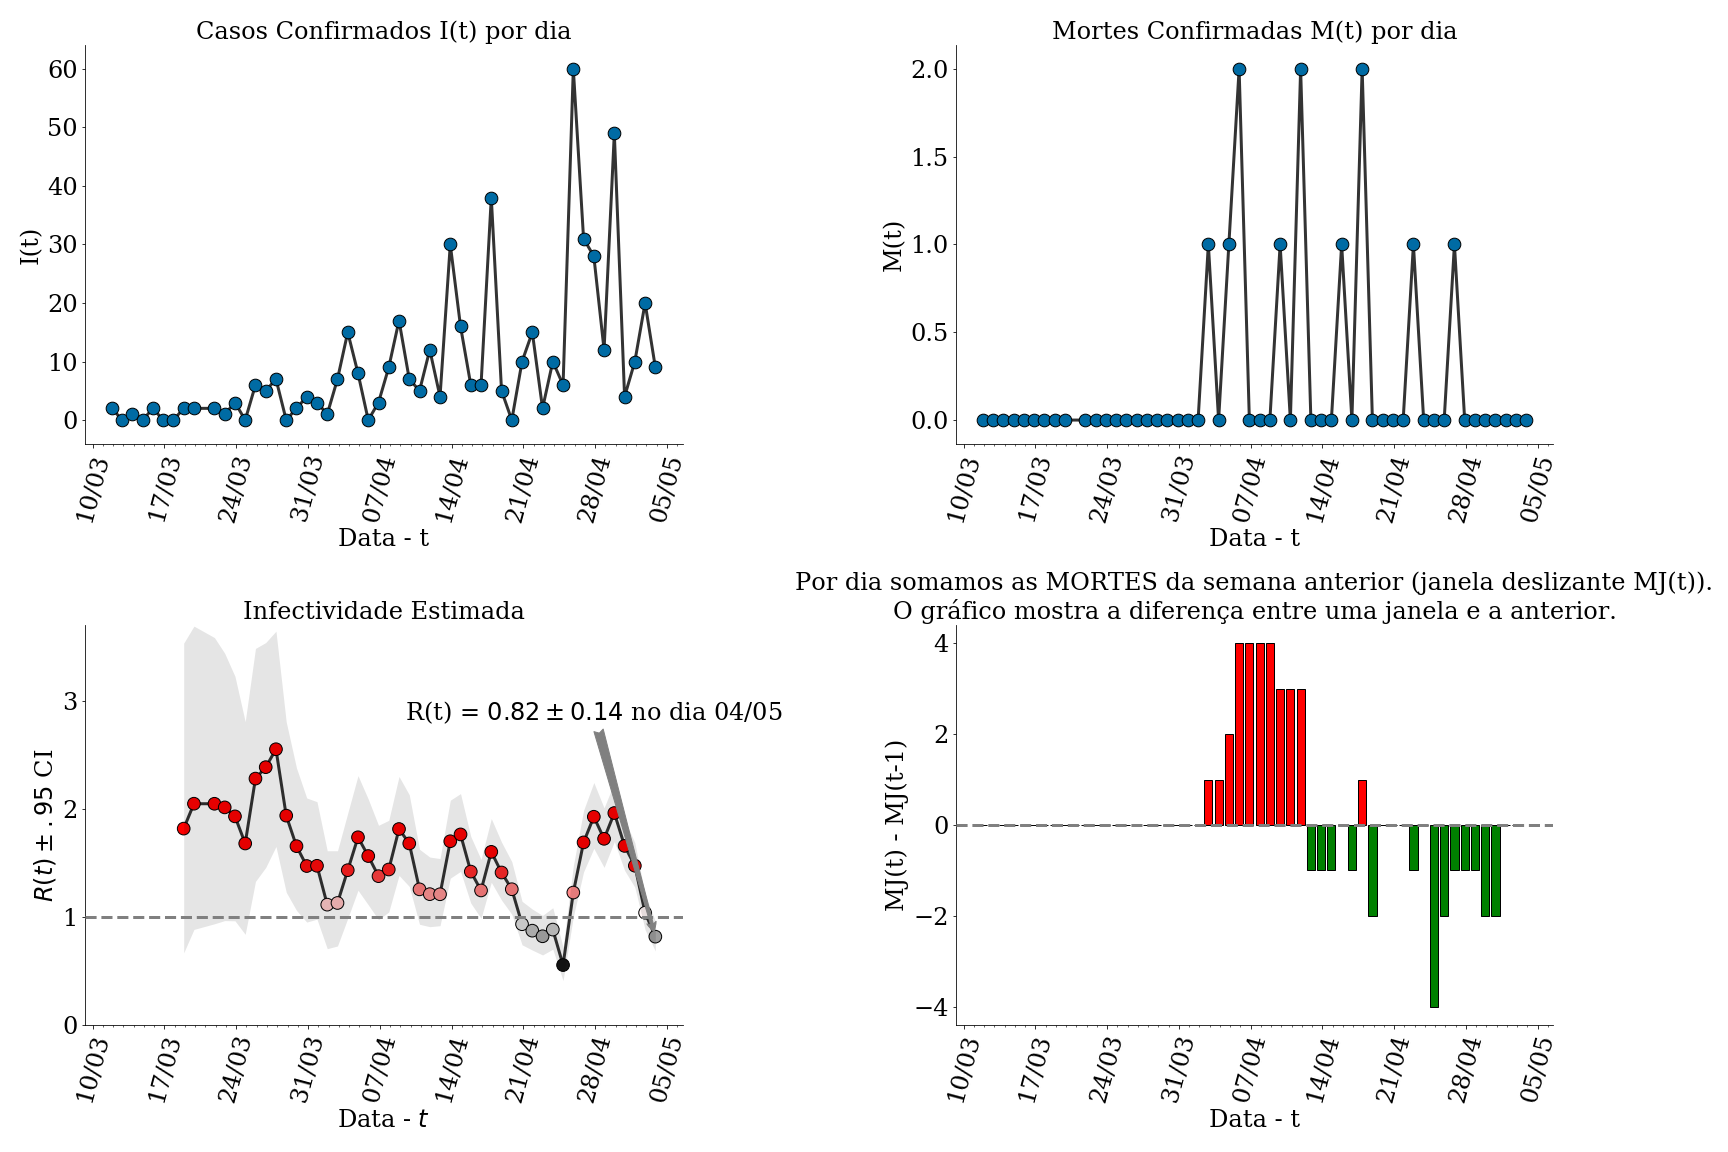 Casos Confirmados I(t) por dia
I(t)
60
50
40
30
20
10
0
10/03 17/03 24/03 31/03 07/04 14/04 21/04 28/04 05/05
Data - t
Mortes Confirmadas M(t) por dia
M(t)
2.0
1.5
1.0
0.5
0.0
10/03 17/03 24/03 31/03 07/04 14/04 21/04 28/04 05/05
Data - t
Infectividade Estimada
R(t) ± .95 CI
3
2
1
0
R(t) = 0.82 ± 0.14 no dia 04/05
10/03 17/03 24/03 31/03 07/04 14/04 21/04 28/04 05/05
Data - t
Por dia somamos as MORTES da semana anterior (janela deslizante MJ(t)).
O gráfico mostra a diferença entre uma janela e a anterior.
MJ(t) - MJ(t-1)
4
2
0
−2
−4
10/03 17/03 24/03 31/03 07/04 14/04 21/04 28/04 05/05
Data - t